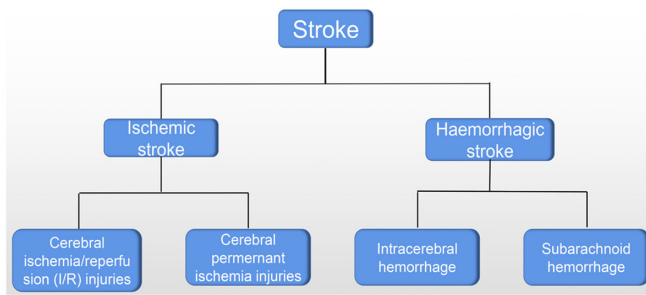 Stroke
Ischemic
stroke
Haemorrhagic
stroke
Cerebral
ischemia/reperfu
sion (I/R) injuries
Cerebral
permernant
ischemia injuries
Intracerebral
hemorrhage
Subarachnoid
hemorrhage